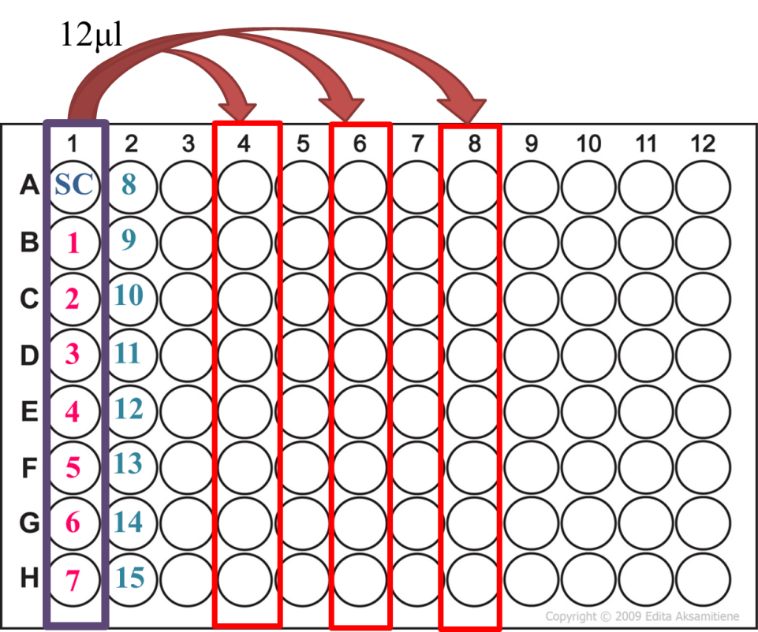 12μl
1 2 3 4 5 6 7 8 9 10 11 12
A SC 8
B 1 9
C 2 10
D 3 11
E 4 12
F 5 13
G 6 14
H 7 15
Copyright © 2009 Edita Aksamitiene